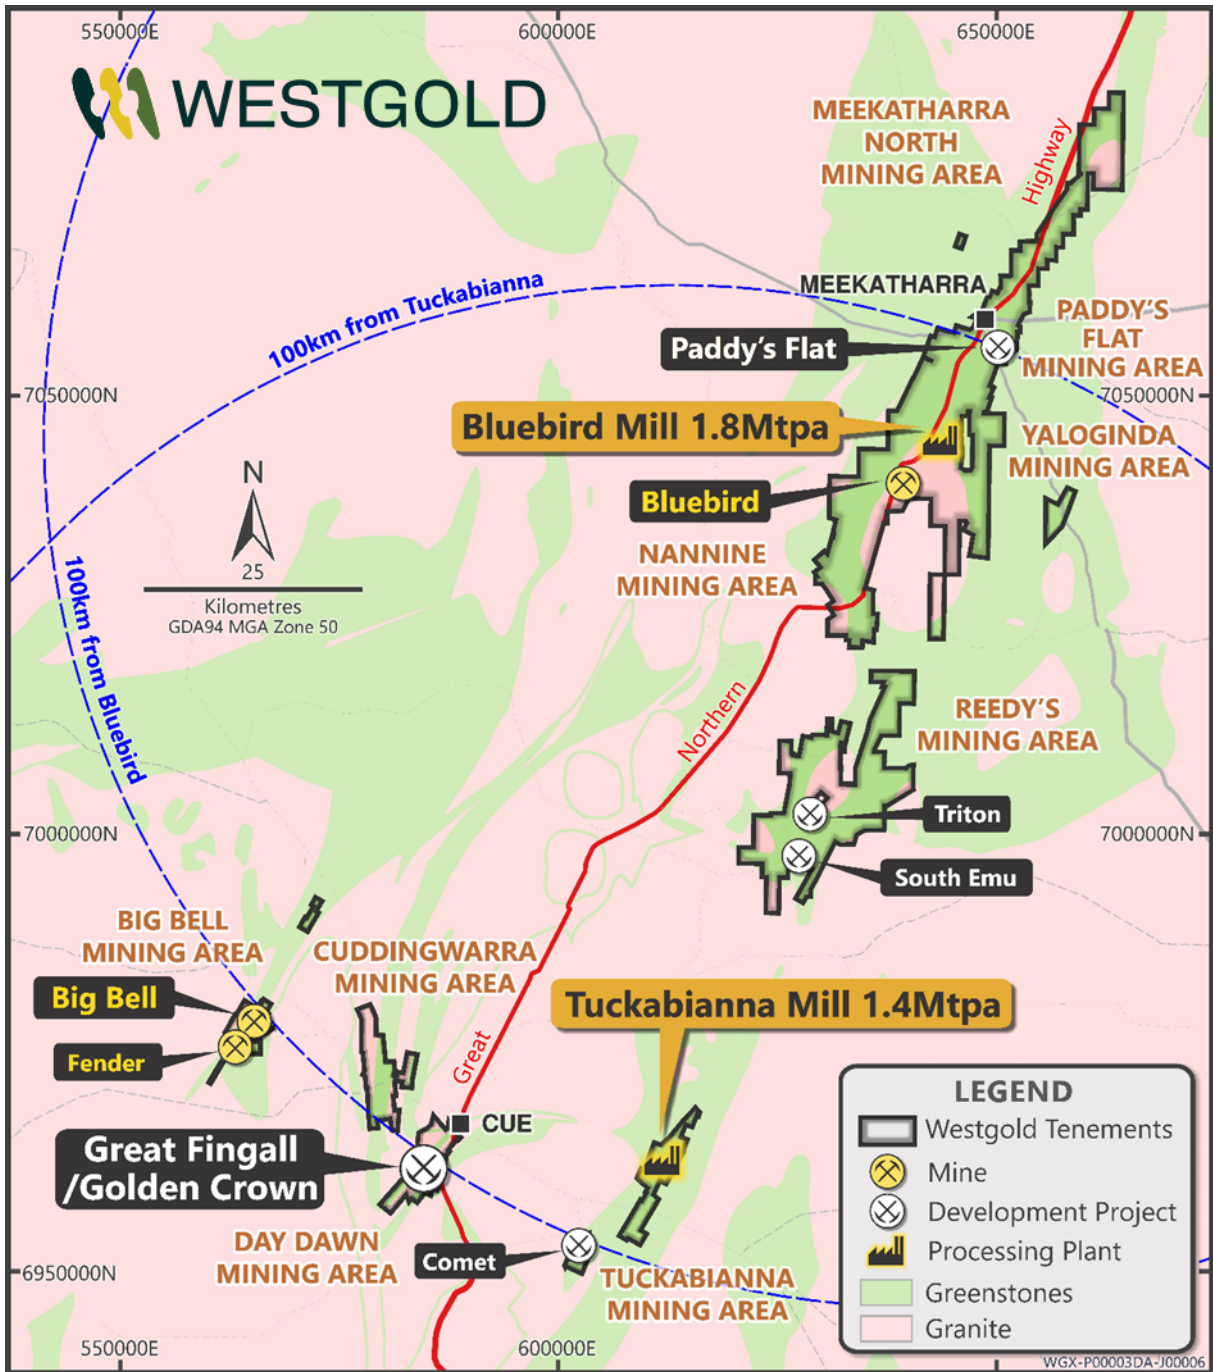 550000E
600000E
650000E
WESTGOLD
MEEKATHARRA
NORTH
MINING AREA
Highway
100km from Tuckabianna
MEEKATHARRA
PADDY'S
FLAT
MINING AREA
Paddy's Flat
7050000N
7050000N
Bluebird Mill 1.8Mtpa
YALOGINDA
MINING AREA
N
25
Kilometres
GDA94 MGA Zone 50
Bluebird
NANNINE
MINING AREA
100km from Bluebird
Northern
REEDY'S
MINING AREA
Triton
7000000N
7000000N
South Emu
BIG BELL
MINING AREA
CUDDINGWARRA
MINING AREA
Big Bell
Fender
Tuckabianna Mill 1.4Mtpa
Great
CUE
Great Fingall
/Golden Crown
DAY DAWN
MINING AREA
Comet
TUCKABIANNA
MINING AREA
6950000N
LEGEND
Westgold Tenements
Mine
Development Project
Processing Plant
Greenstones
Granite
550000E
600000E
WGX-P00003DA-J00006